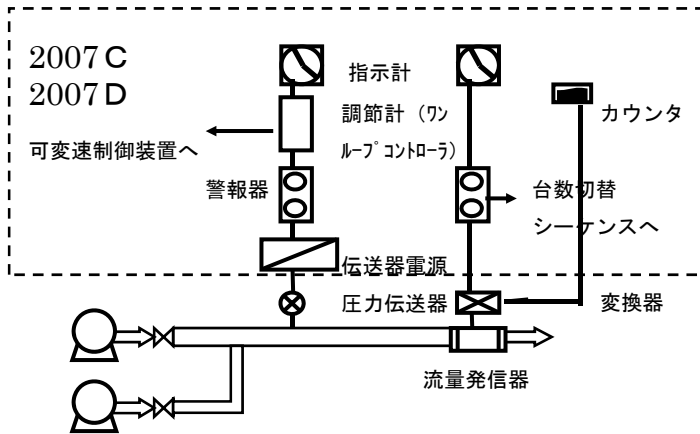 2007C
2007D
指示計
調節計（ワン
ﾙｰﾌﾟｺﾝﾄﾛｰﾗ）
カウンタ
可変速制御装置へ
警報器
台数切替
シーケンスへ
伝送器電源
圧力伝送器
変換器
流量発信器